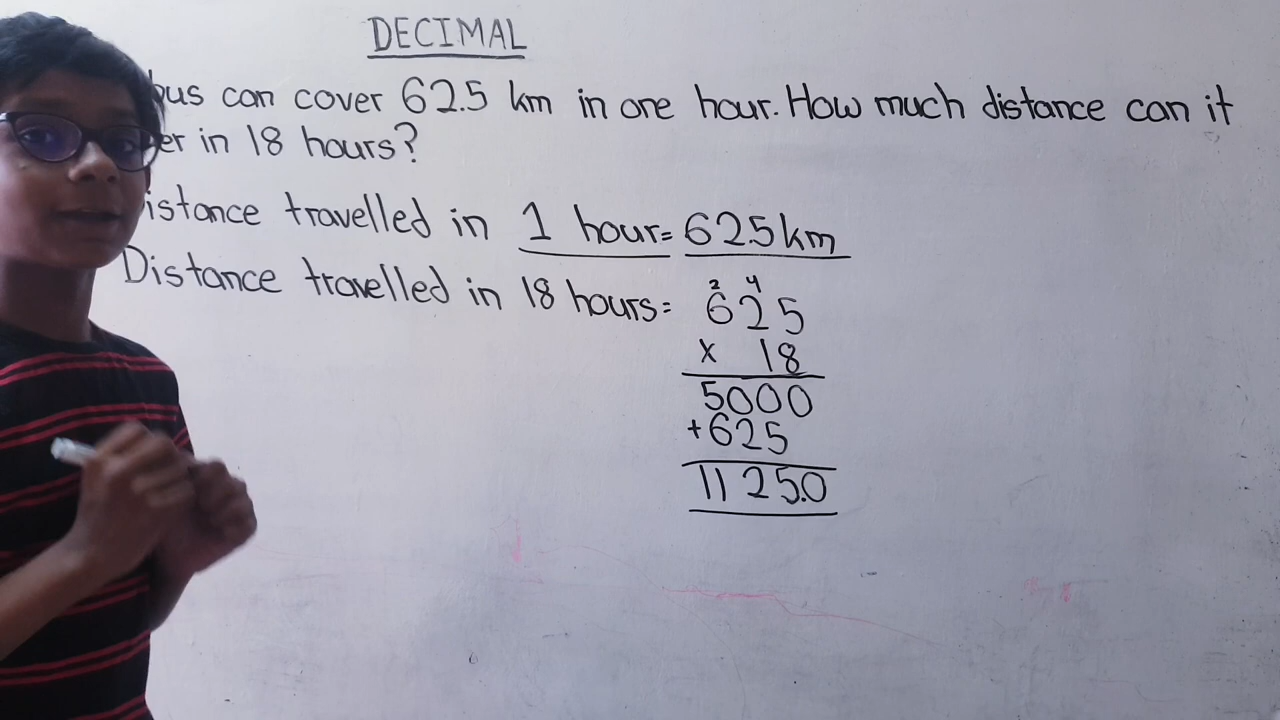 DECIMAL
bus can cover 62.5 km in one hour. How much distance can it
er in 18 hours?
istance travelled in 1 hour = 62.5 km
Distance travelled in 18 hours =
2 4
625
x 18
5000
+625
1125.0